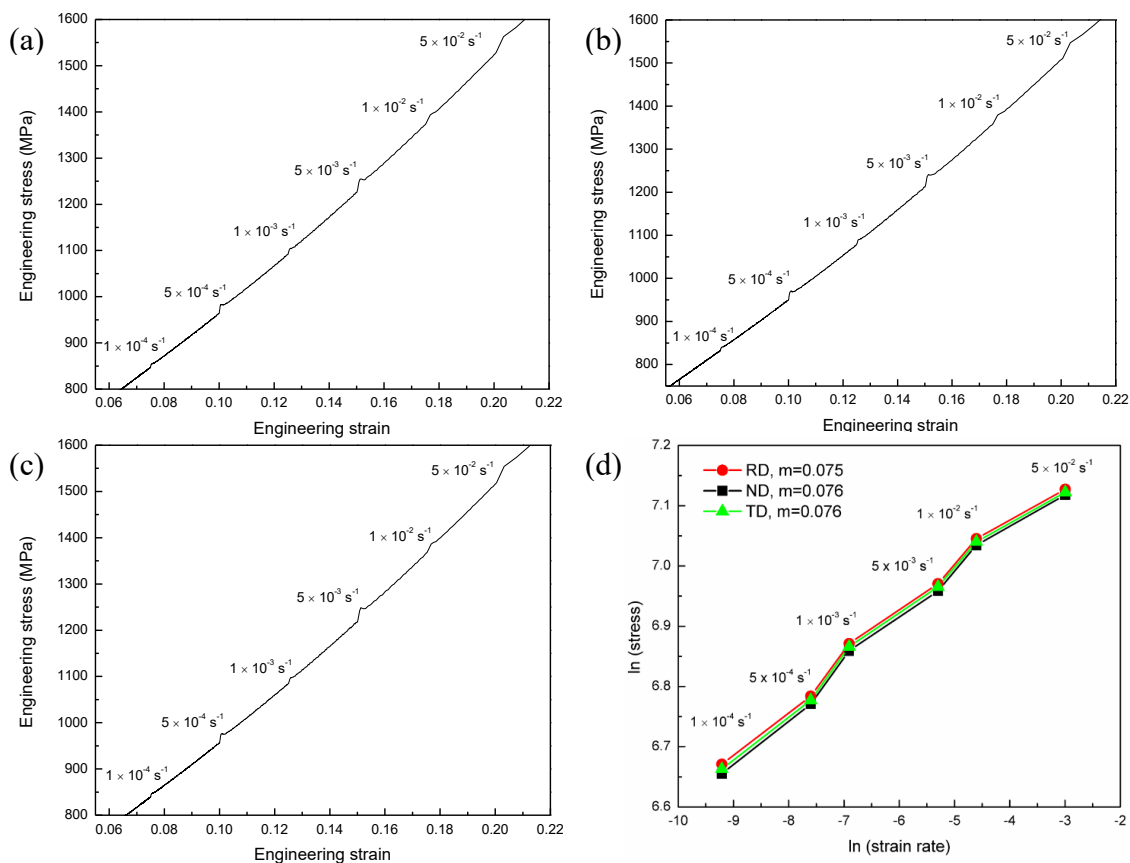 (a)
1600
1500
1400
1300
1200
1100
1000
900
800
0.06 0.08 0.10 0.12 0.14 0.16 0.18 0.20 0.22
Engineering stress (MPa)
Engineering strain
5 × 10⁻² s⁻¹
1 × 10⁻² s⁻¹
5 × 10⁻³ s⁻¹
1 × 10⁻³ s⁻¹
5 × 10⁻⁴ s⁻¹
1 × 10⁻⁴ s⁻¹
(b)
1600
1550
1500
1450
1400
1350
1300
1250
1200
1150
1100
1050
1000
950
900
850
800
750
0.06 0.08 0.10 0.12 0.14 0.16 0.18 0.20 0.22
Engineering stress (MPa)
Engineering strain
5 × 10⁻² s⁻¹
1 × 10⁻² s⁻¹
5 × 10⁻³ s⁻¹
1 × 10⁻³ s⁻¹
5 × 10⁻⁴ s⁻¹
1 × 10⁻⁴ s⁻¹
(c)
1600
1500
1400
1300
1200
1100
1000
900
800
0.06 0.08 0.10 0.12 0.14 0.16 0.18 0.20 0.22
Engineering stress (MPa)
Engineering strain
5 × 10⁻² s⁻¹
1 × 10⁻² s⁻¹
5 × 10⁻³ s⁻¹
1 × 10⁻³ s⁻¹
5 × 10⁻⁴ s⁻¹
1 × 10⁻⁴ s⁻¹
(d)
7.2
7.1
7.0
6.9
6.8
6.7
6.6
-10 -9 -8 -7 -6 -5 -4 -3 -2
ln (stress)
ln (strain rate)
RD, m=0.075
ND, m=0.076
TD, m=0.076
5 × 10⁻² s⁻¹
1 × 10⁻² s⁻¹
5 x 10⁻³ s⁻¹
1 × 10⁻³ s⁻¹
5 x 10⁻⁴ s⁻¹
1 × 10⁻⁴ s⁻¹